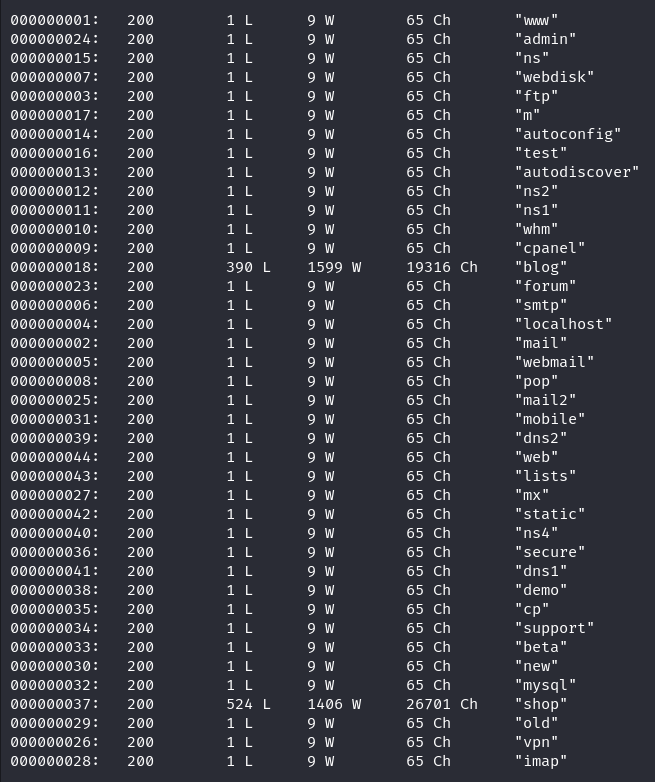 000000001: 200 1 L 9 W 65 Ch "www"
000000024: 200 1 L 9 W 65 Ch "admin"
000000015: 200 1 L 9 W 65 Ch "ns"
000000007: 200 1 L 9 W 65 Ch "webdisk"
000000003: 200 1 L 9 W 65 Ch "ftp"
000000017: 200 1 L 9 W 65 Ch "m"
000000014: 200 1 L 9 W 65 Ch "autoconfig"
000000016: 200 1 L 9 W 65 Ch "test"
000000013: 200 1 L 9 W 65 Ch "autodiscover"
000000012: 200 1 L 9 W 65 Ch "ns2"
000000011: 200 1 L 9 W 65 Ch "ns1"
000000010: 200 1 L 9 W 65 Ch "whm"
000000009: 200 1 L 9 W 65 Ch "cpanel"
000000018: 200 390 L 1599 W 19316 Ch "blog"
000000023: 200 1 L 9 W 65 Ch "forum"
000000006: 200 1 L 9 W 65 Ch "smtp"
000000004: 200 1 L 9 W 65 Ch "localhost"
000000002: 200 1 L 9 W 65 Ch "mail"
000000005: 200 1 L 9 W 65 Ch "webmail"
000000008: 200 1 L 9 W 65 Ch "pop"
000000025: 200 1 L 9 W 65 Ch "mail2"
000000031: 200 1 L 9 W 65 Ch "mobile"
000000039: 200 1 L 9 W 65 Ch "dns2"
000000044: 200 1 L 9 W 65 Ch "web"
000000043: 200 1 L 9 W 65 Ch "lists"
000000027: 200 1 L 9 W 65 Ch "mx"
000000042: 200 1 L 9 W 65 Ch "static"
000000040: 200 1 L 9 W 65 Ch "ns4"
000000036: 200 1 L 9 W 65 Ch "secure"
000000041: 200 1 L 9 W 65 Ch "dns1"
000000038: 200 1 L 9 W 65 Ch "demo"
000000035: 200 1 L 9 W 65 Ch "cp"
000000034: 200 1 L 9 W 65 Ch "support"
000000033: 200 1 L 9 W 65 Ch "beta"
000000030: 200 1 L 9 W 65 Ch "new"
000000032: 200 1 L 9 W 65 Ch "mysql"
000000037: 200 524 L 1406 W 26701 Ch "shop"
000000029: 200 1 L 9 W 65 Ch "old"
000000026: 200 1 L 9 W 65 Ch "vpn"
000000028: 200 1 L 9 W 65 Ch "imap"